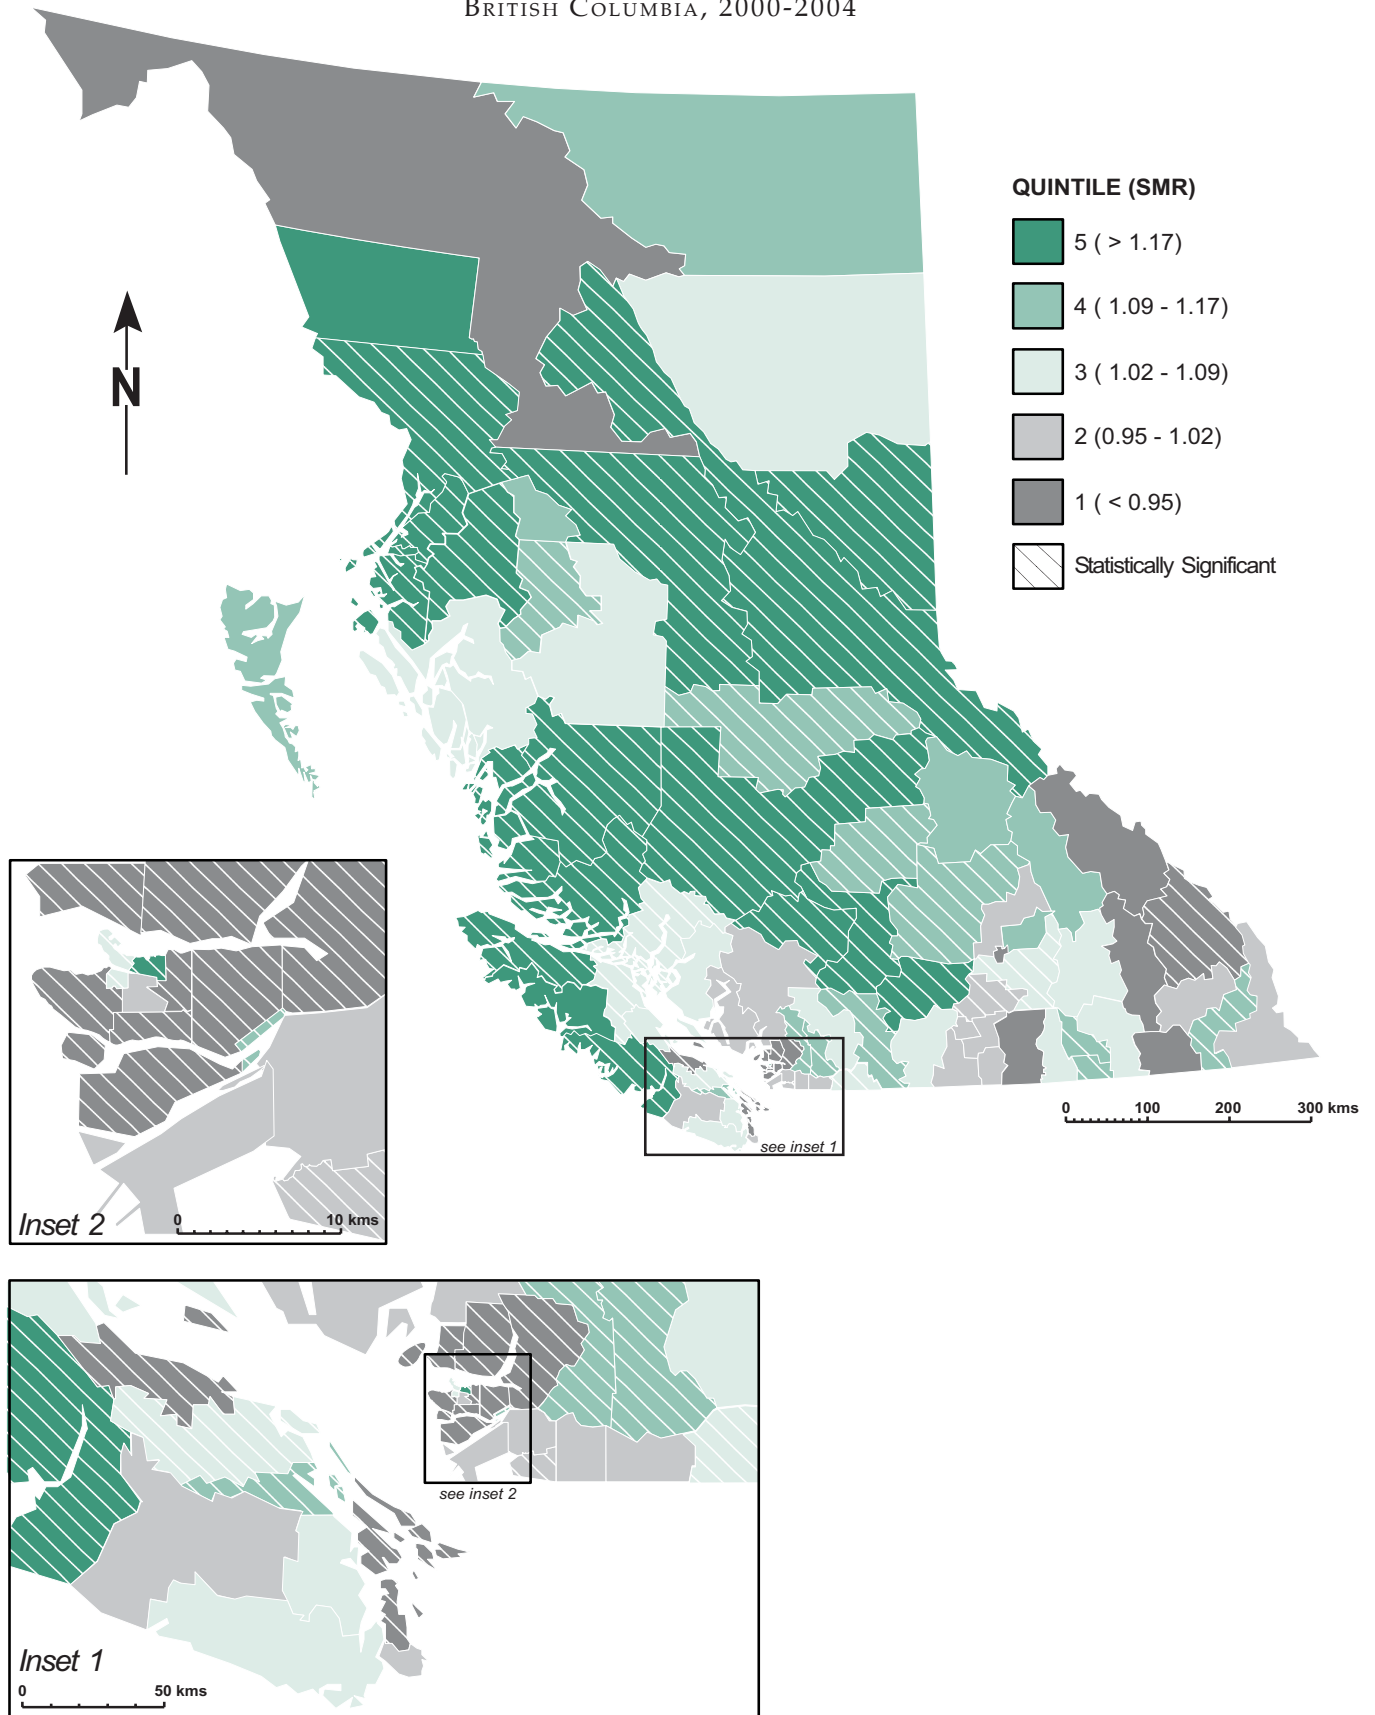 British Columbia, 2000-2004
QUINTILE (SMR)
5 ( > 1.17)
4 ( 1.09 - 1.17)
3 ( 1.02 - 1.09)
2 (0.95 - 1.02)
1 ( < 0.95)
Statistically Significant
N
0 100 200 300 kms
see inset 1
Inset 2
0 10 kms
see inset 2
Inset 1
0 50 kms